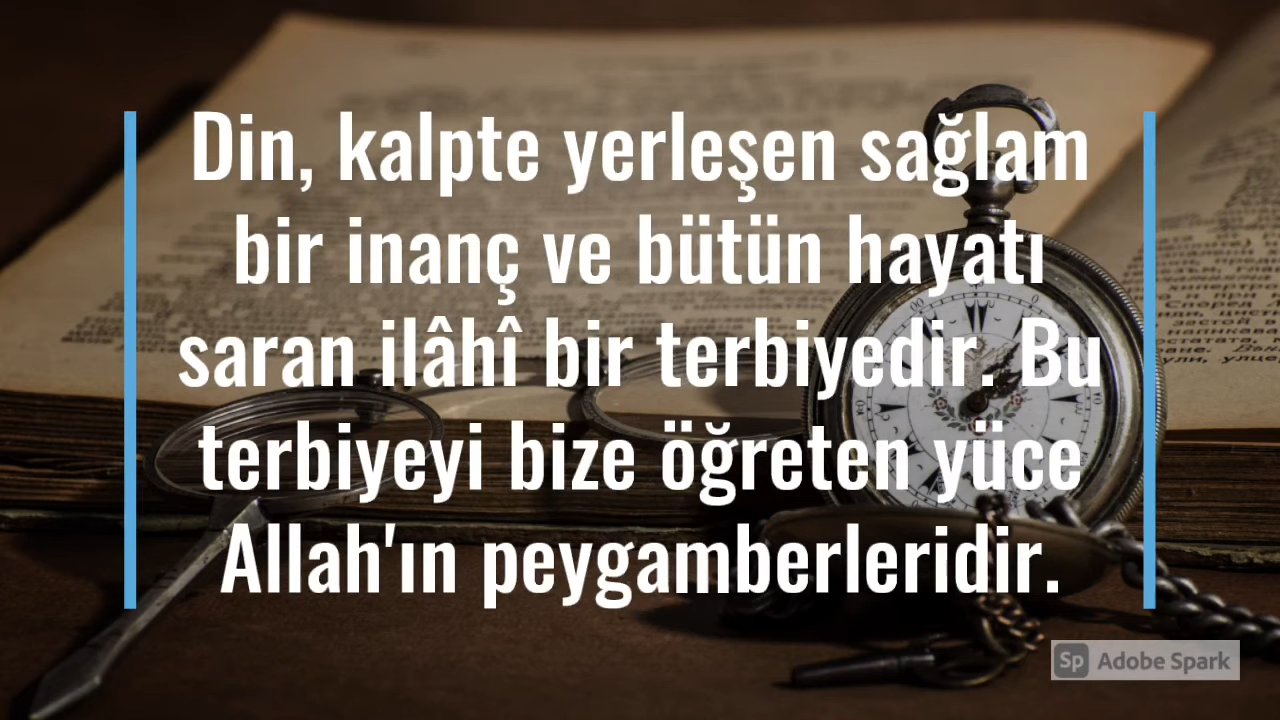 Din, kalpte yerleşen sağlam
bir inanç ve bütün hayatı
saran ilâhî bir terbiyedir. Bu
terbiyeyi bize öğreten yüce
Allah'ın peygamberleridir.
Sp Adobe Spark